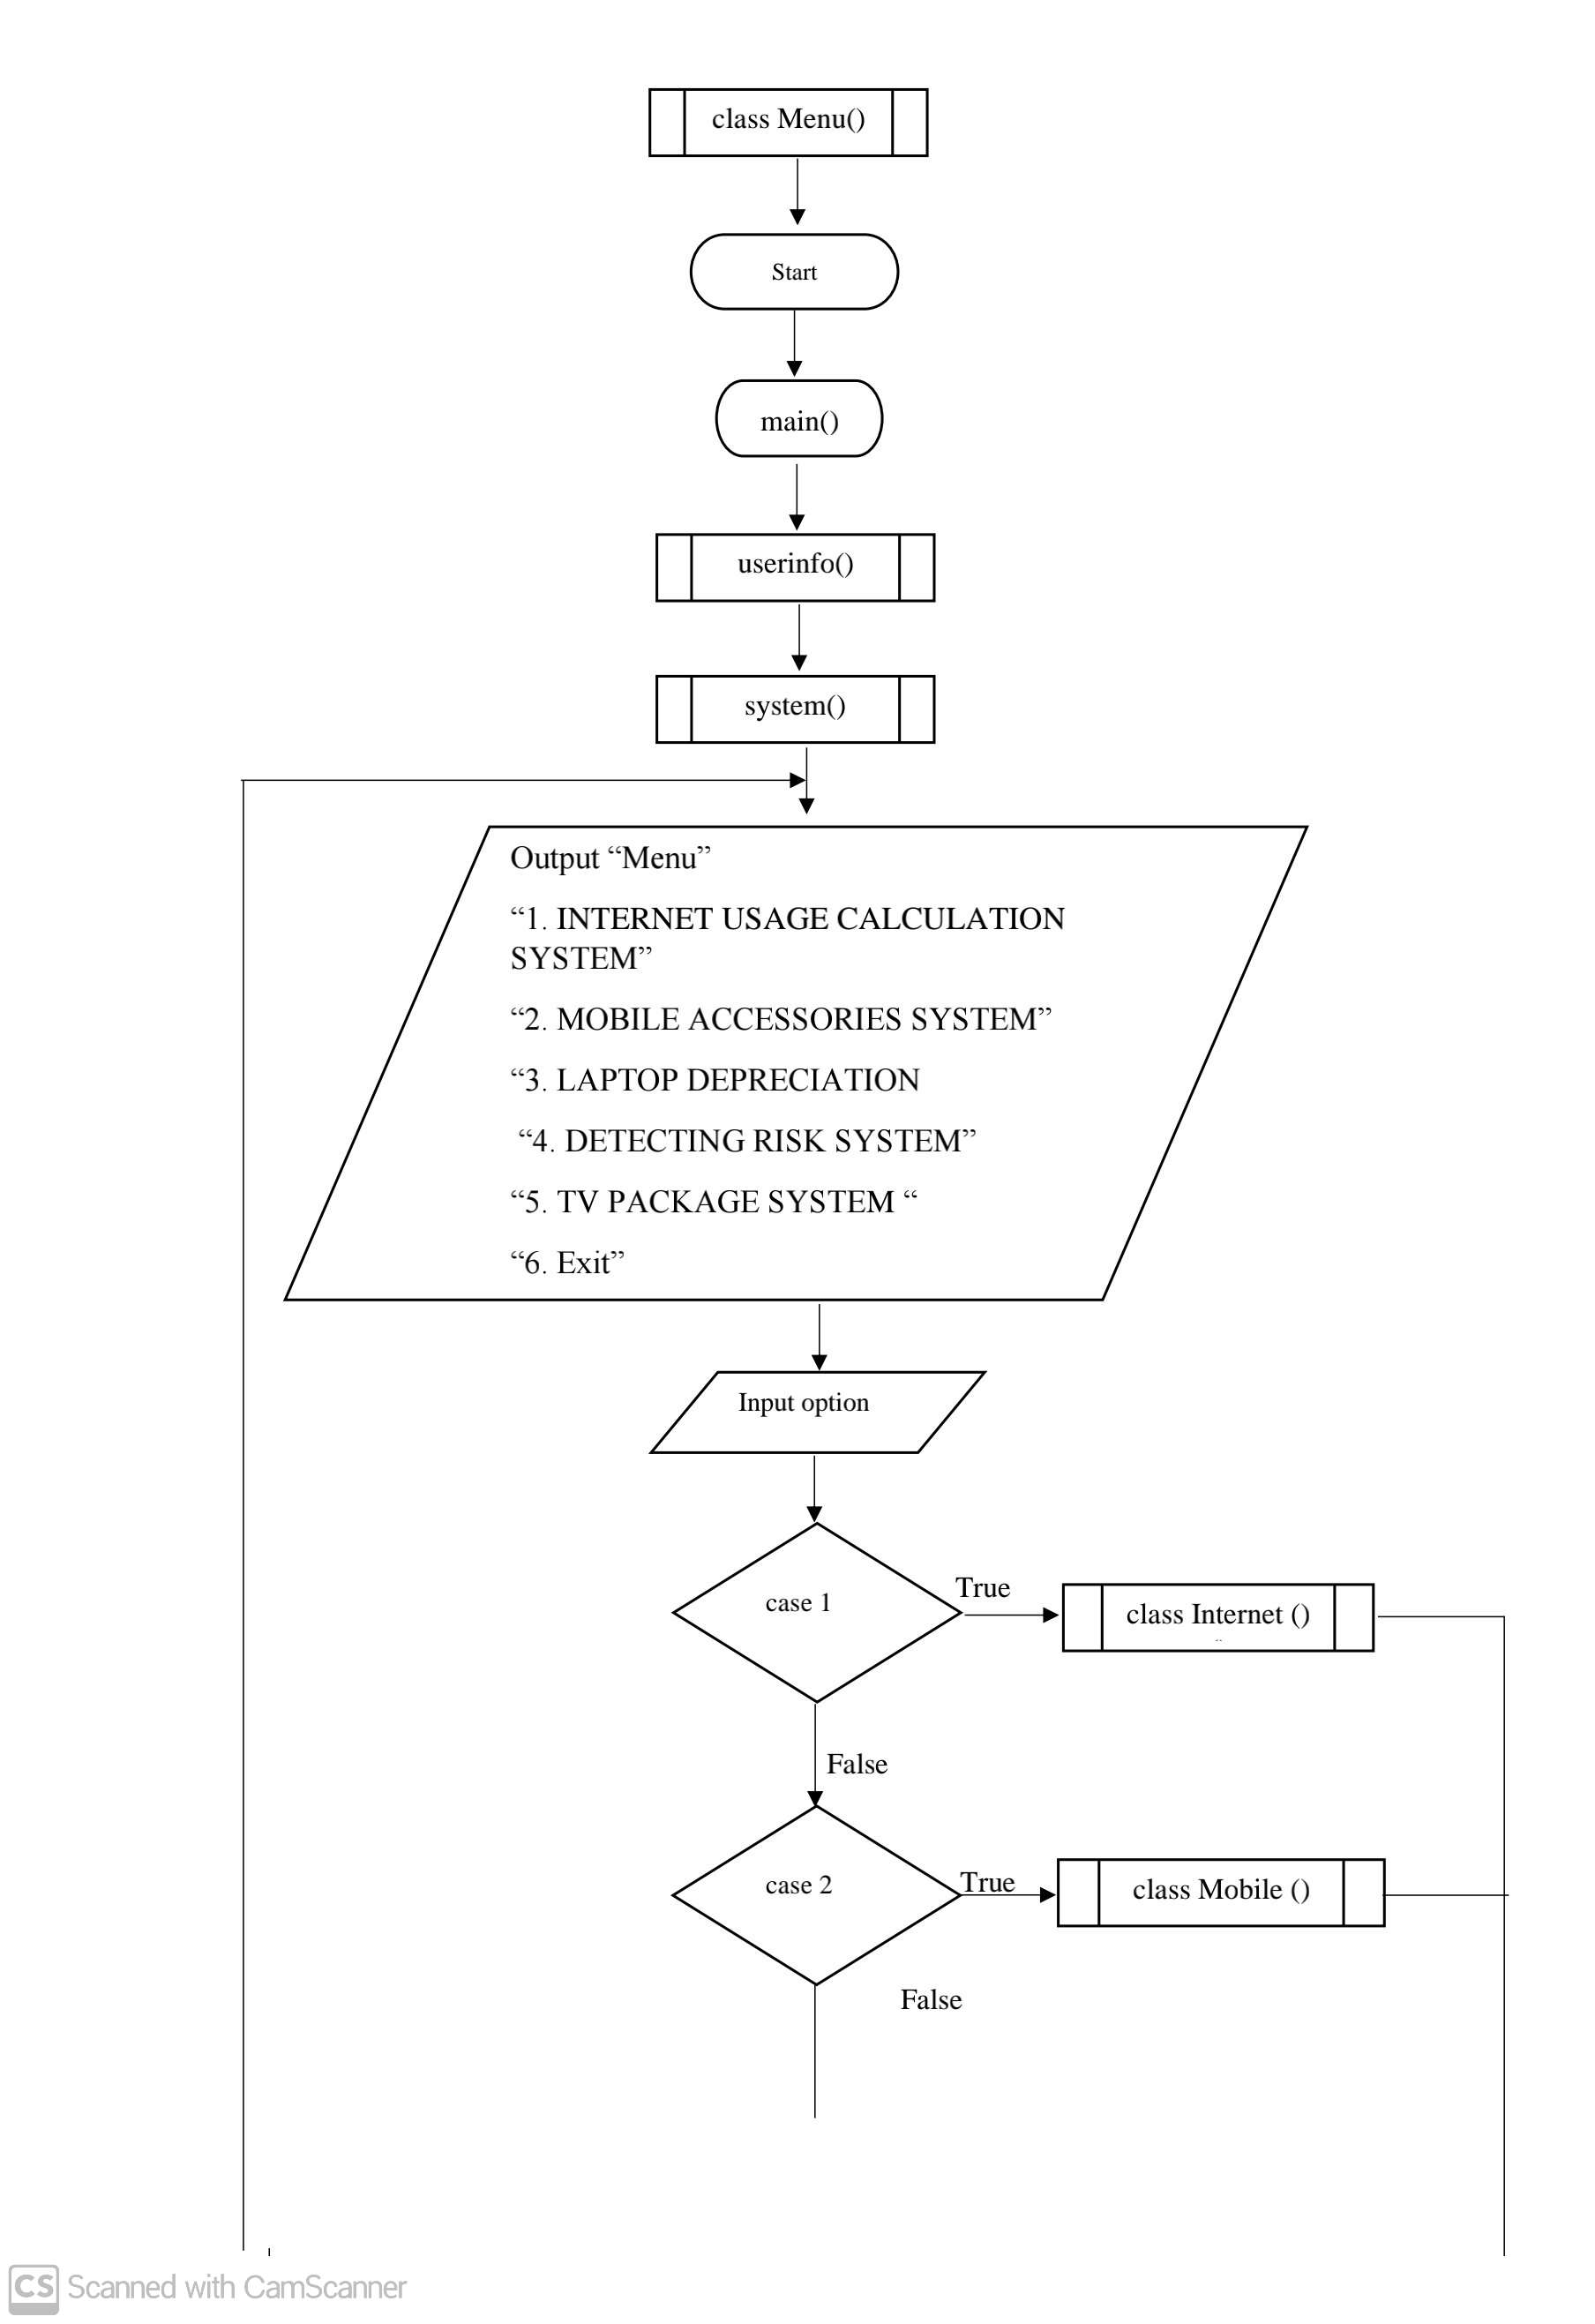 class Menu()
Start
main()
userinfo()
system()
Output “Menu”
“1. INTERNET USAGE CALCULATION
SYSTEM”
“2. MOBILE ACCESSORIES SYSTEM”
“3. LAPTOP DEPRECIATION
“4. DETECTING RISK SYSTEM”
“5. TV PACKAGE SYSTEM “
“6. Exit”
Input option
case 1
True
class Internet ()
False
case 2
True
class Mobile ()
False
CS Scanned with CamScanner